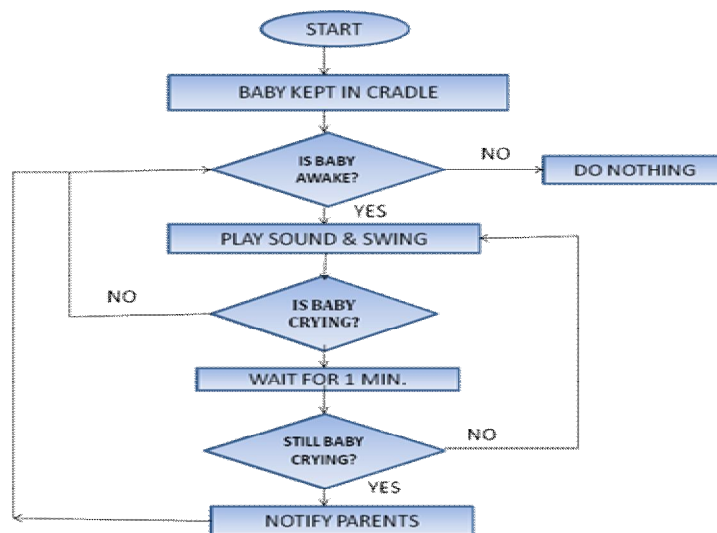 START
BABY KEPT IN CRADLE
IS BABY
AWAKE?
NO
DO NOTHING
YES
PLAY SOUND & SWING
NO
IS BABY
CRYING?
WAIT FOR 1 MIN.
STILL BABY
CRYING?
NO
YES
NOTIFY PARENTS